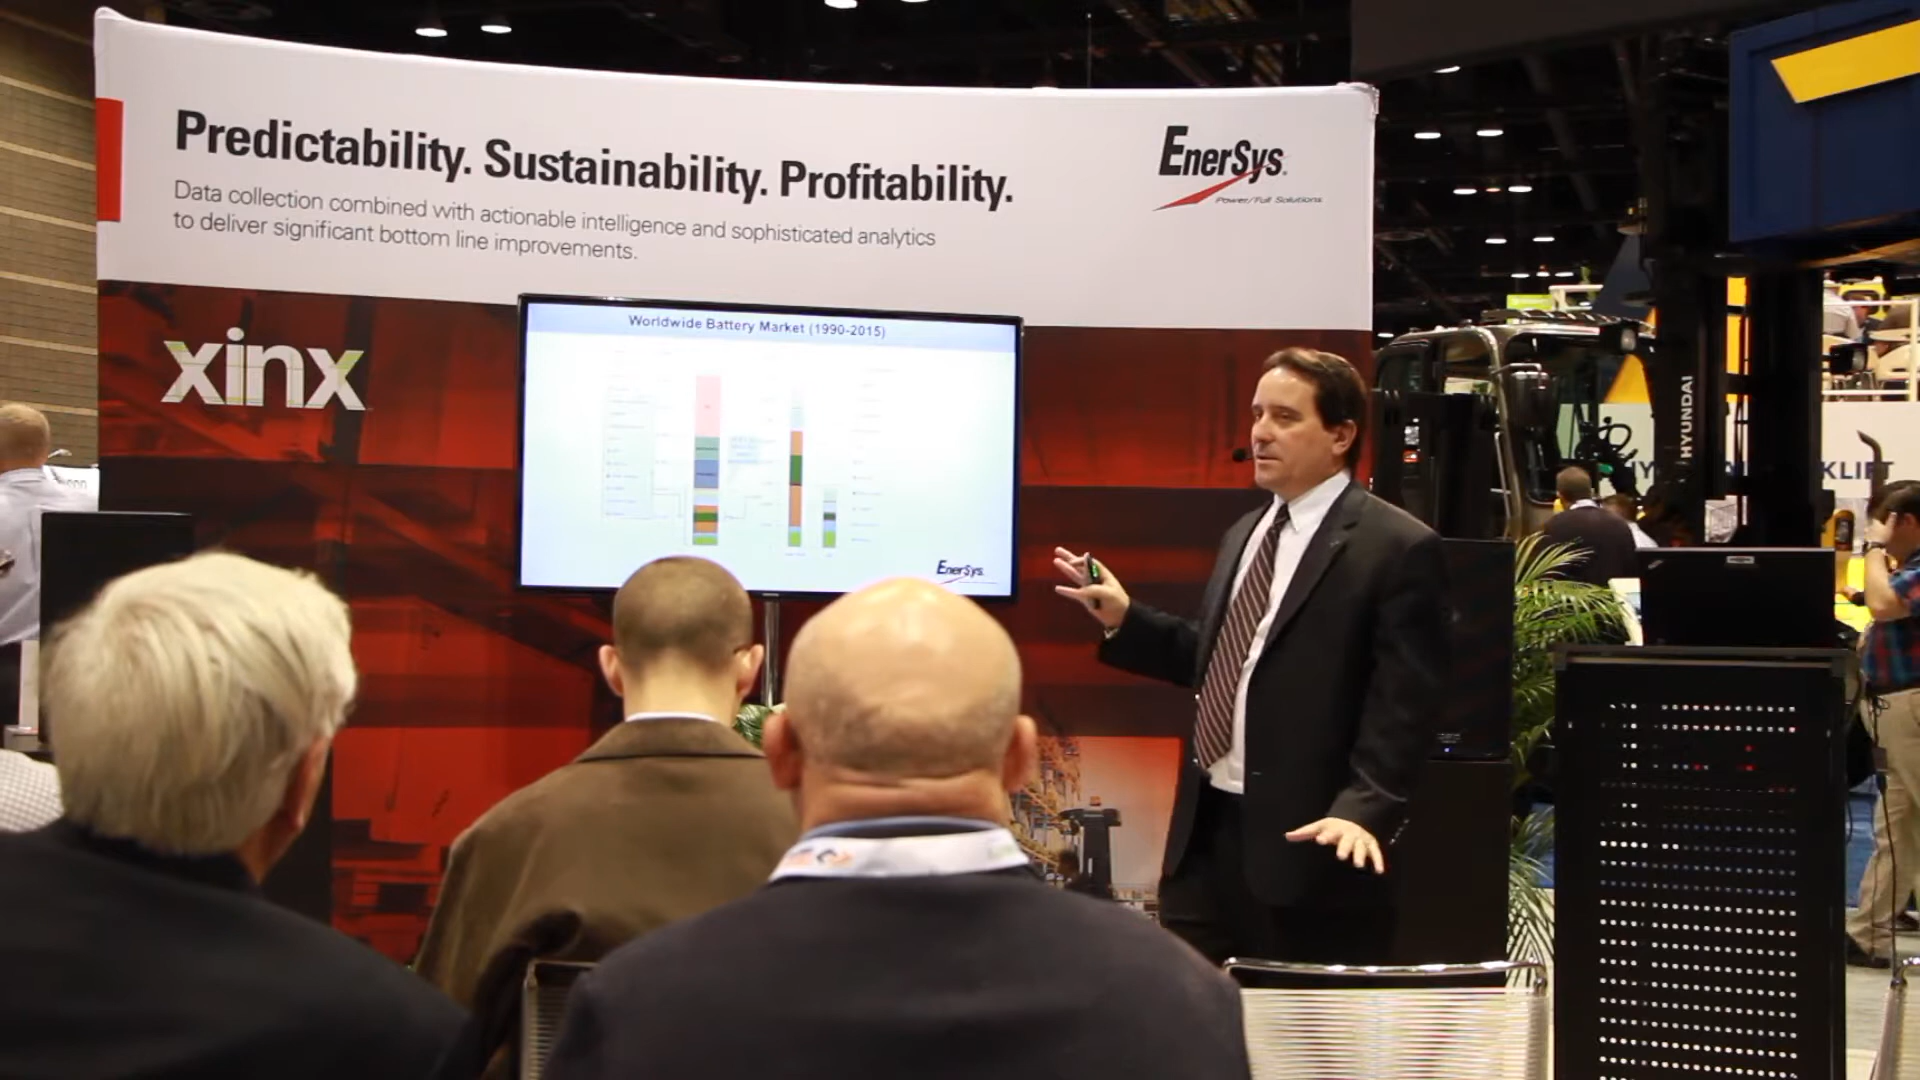 Predictability. Sustainability. Profitability.
Data collection combined with actionable intelligence and sophisticated analytics
to deliver significant bottom line improvements.
EnerSys.
Power/Full Solutions
xinx
Worldwide Battery Market (1990-2015)
EnerSys.
HYUNDAI